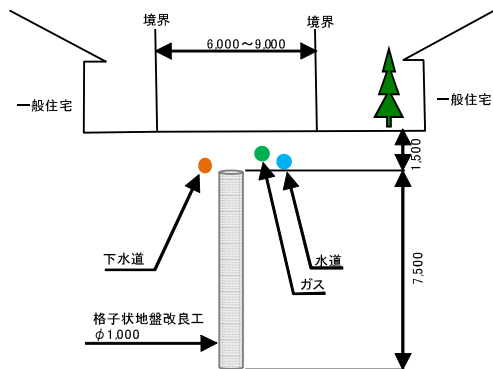 境界
境界
6,000～9,000
一般住宅
一般住宅
1,500
下水道
水道
ガス
7,500
格子状地盤改良工
φ1,000